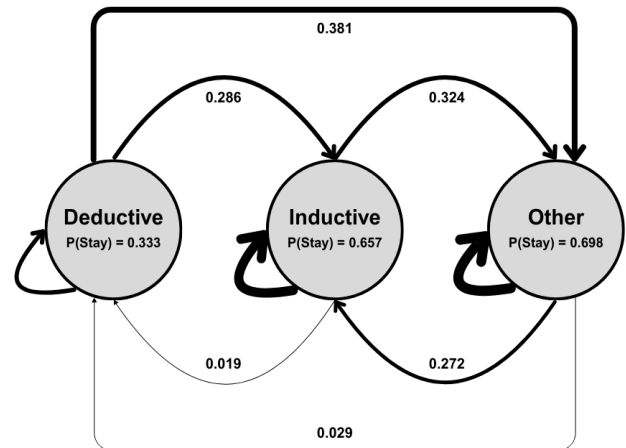 0.381
0.286
0.324
Deductive
P(Stay) = 0.333
Inductive
P(Stay) = 0.657
Other
P(Stay) = 0.698
0.019
0.272
0.029